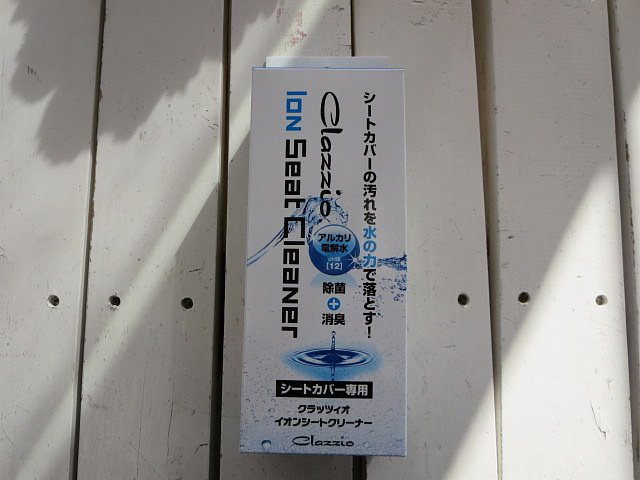 シートカバーの汚れを水の力で落とす!
Clazzio
Ion Seat Cleaner
アルカリ
電解水
pH値
[12]
除菌
+
消臭
シートカバー専用
クラッツィオ
イオンシートクリーナー
Clazzio